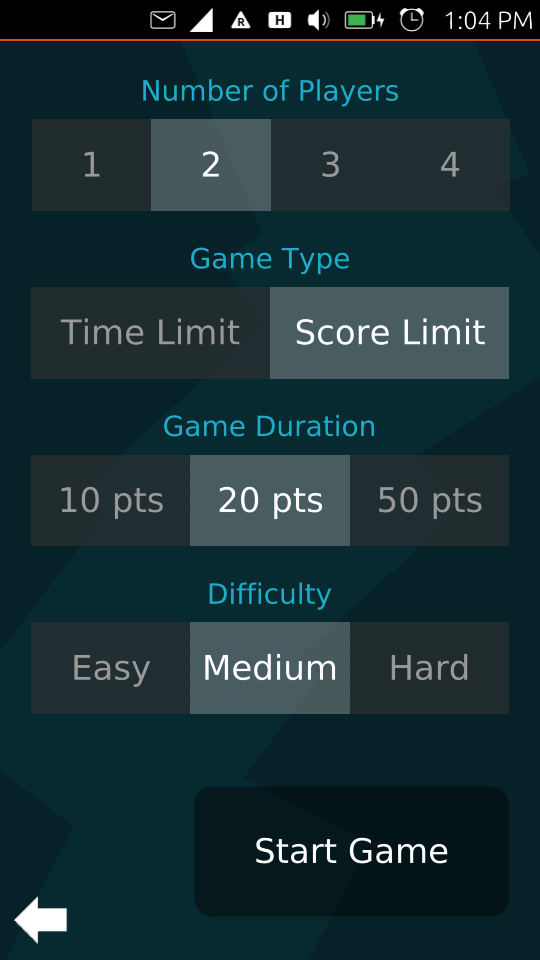 R H 1:04 PM
Number of Players
1 2 3 4
Game Type
Time Limit Score Limit
Game Duration
10 pts 20 pts 50 pts
Difficulty
Easy Medium Hard
Start Game